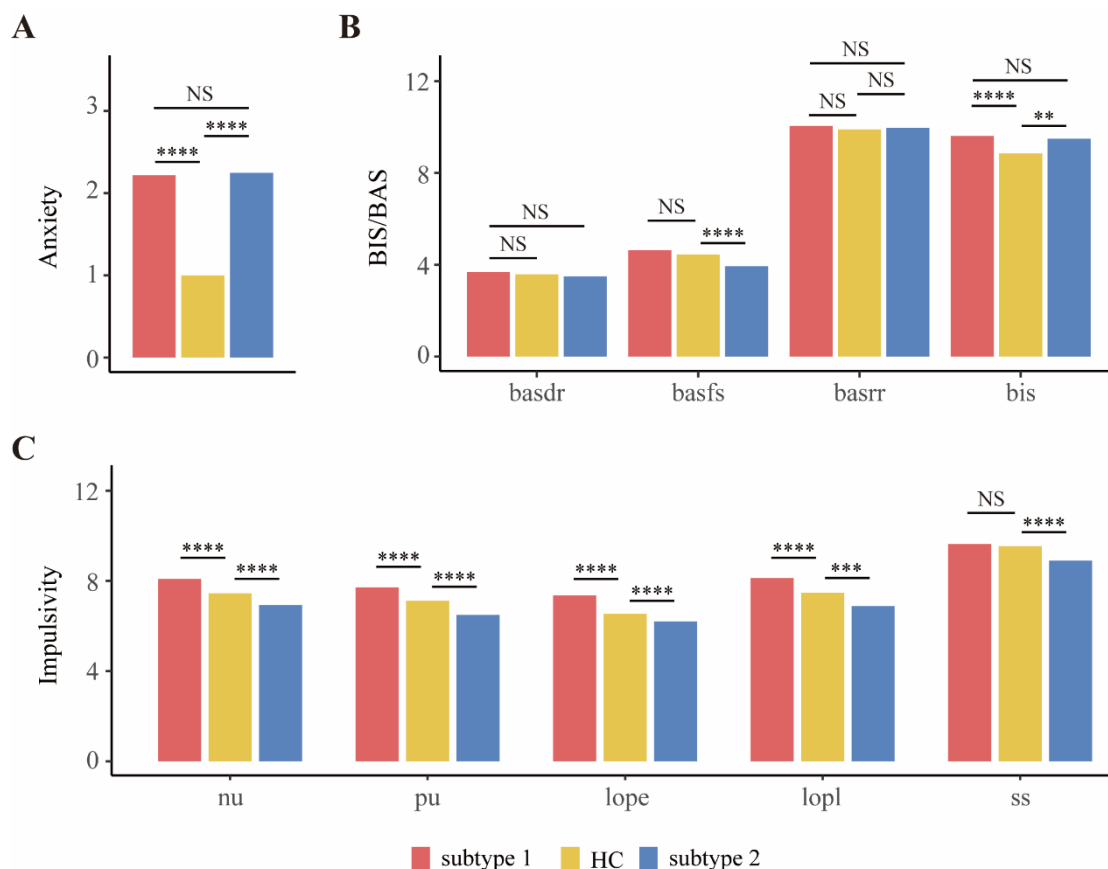 A
3
2
1
0
Anxiety
NS
****
****
B
12
8
4
0
BIS/BAS
NS
NS
NS
****
NS
NS
NS
NS
****
**
basdr basfs basrr bis
C
12
8
4
0
Impulsivity
**** **** **** **** NS
**** **** **** *** ****
nu pu lope lopl ss
subtype 1 HC subtype 2